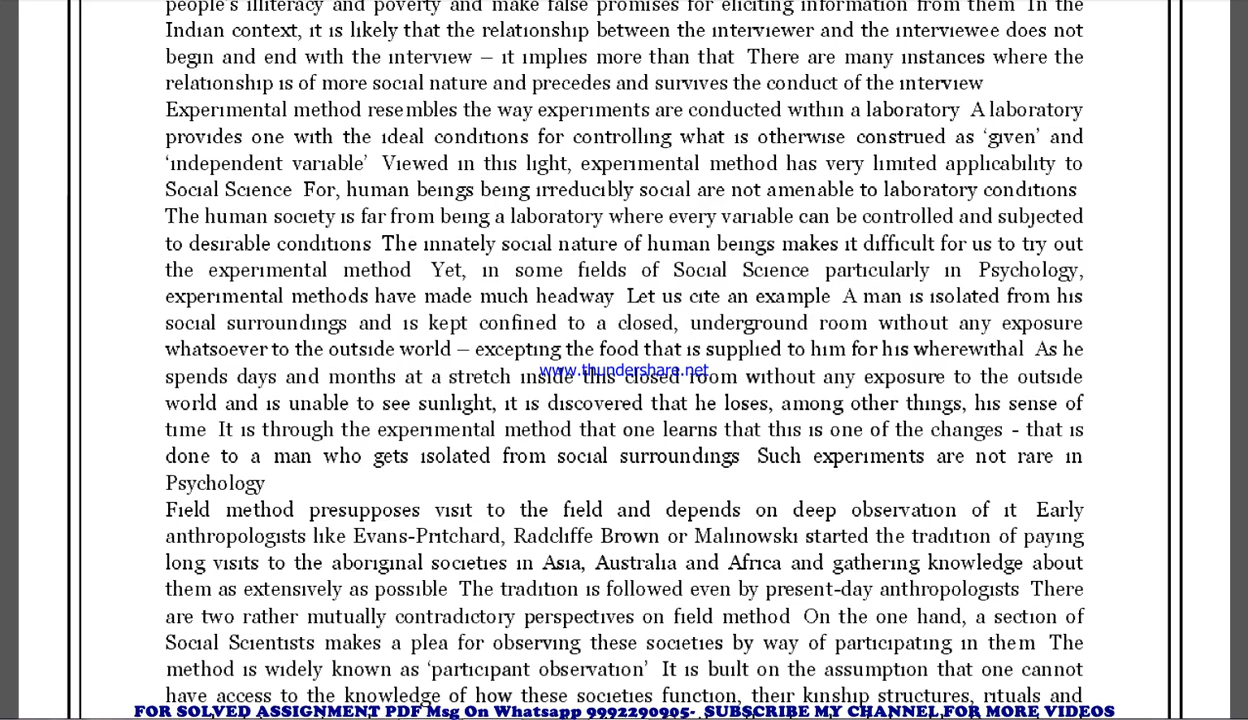 people's illiteracy and poverty and make false promises for eliciting information from them In the
Indian context, it is likely that the relationship between the interviewer and the interviewee does not
begin and end with the interview – it implies more than that There are many instances where the
relationship is of more social nature and precedes and survives the conduct of the interview
Experimental method resembles the way experiments are conducted within a laboratory A laboratory
provides one with the ideal conditions for controlling what is otherwise construed as 'given' and
'independent variable' Viewed in this light, experimental method has very limited applicability to
Social Science For, human beings being irreducibly social are not amenable to laboratory conditions
The human society is far from being a laboratory where every variable can be controlled and subjected
to desirable conditions The innately social nature of human beings makes it difficult for us to try out
the experimental method Yet, in some fields of Social Science particularly in Psychology,
experimental methods have made much headway Let us cite an example A man is isolated from his
social surroundings and is kept confined to a closed, underground room without any exposure
whatsoever to the outside world – excepting the food that is supplied to him for his wherewithal As he
www.thundershare.net
spends days and months at a stretch inside this closed room without any exposure to the outside
world and is unable to see sunlight, it is discovered that he loses, among other things, his sense of
time It is through the experimental method that one learns that this is one of the changes - that is
done to a man who gets isolated from social surroundings Such experiments are not rare in
Psychology
Field method presupposes visit to the field and depends on deep observation of it Early
anthropologists like Evans-Pritchard, Radcliffe Brown or Malinowski started the tradition of paying
long visits to the aboriginal societies in Asia, Australia and Africa and gathering knowledge about
them as extensively as possible The tradition is followed even by present-day anthropologists There
are two rather mutually contradictory perspectives on field method On the one hand, a section of
Social Scientists makes a plea for observing these societies by way of participating in them The
method is widely known as 'participant observation' It is built on the assumption that one cannot
have access to the knowledge of how these societies function, their kinship structures, rituals and
FOR SOLVED ASSIGNMENT PDF Msg On Whatsapp 9992290905- SUBSCRIBE MY CHANNEL FOR MORE VIDEOS